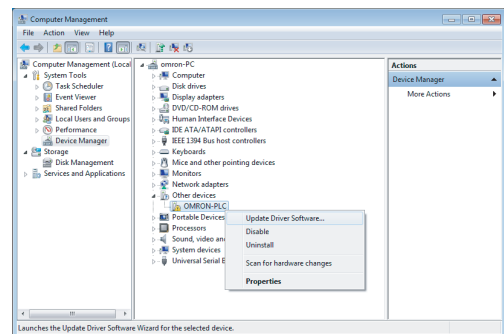 Computer Management
File Action View Help
Computer Management (Local
System Tools
Task Scheduler
Event Viewer
Shared Folders
Local Users and Groups
Performance
Device Manager
Storage
Disk Management
Services and Applications
omron-PC
Computer
Disk drives
Display adapters
DVD/CD-ROM drives
Human Interface Devices
IDE ATA/ATAPI controllers
IEEE 1394 Bus host controllers
Keyboards
Mice and other pointing devices
Monitors
Network adapters
Other devices
OMRON-PLC
Portable Devices
Processors
Sound, video an
System devices
Universal Serial B
Update Driver Software...
Disable
Uninstall
Scan for hardware changes
Properties
Actions
Device Manager
More Actions
Launches the Update Driver Software Wizard for the selected device.